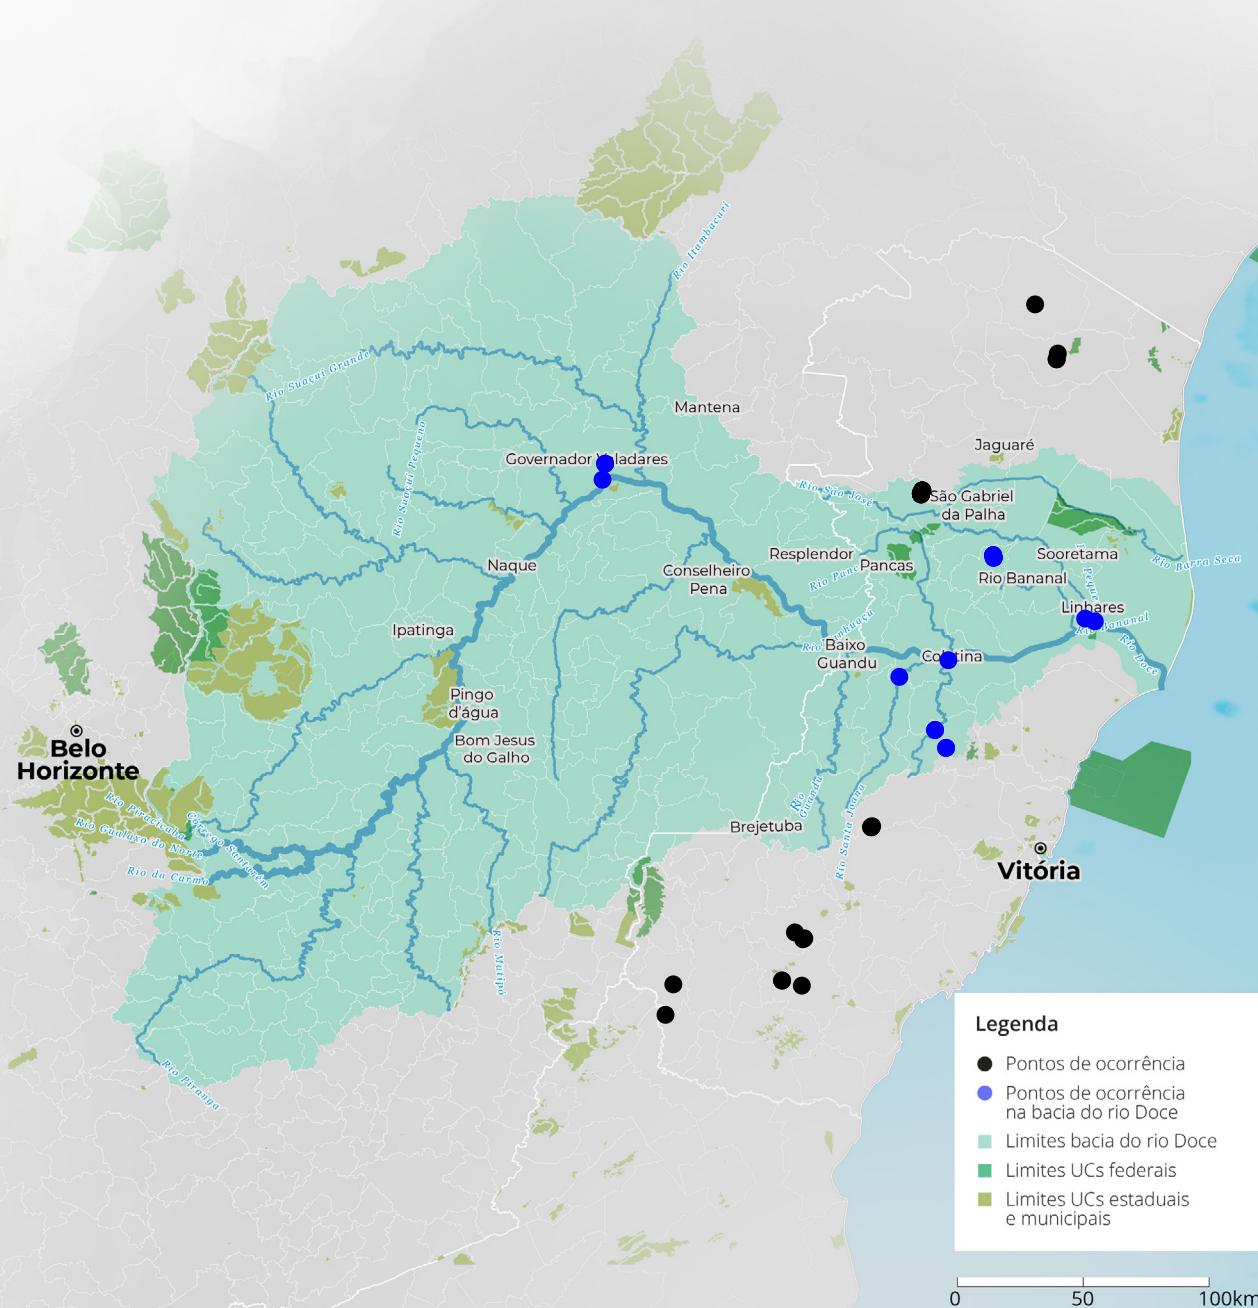 Rio Itambacuri
Rio Suaçuí Grande
Mantena
Rio Suaçuí Pequeno
Governador Valadares
Jaguaré
Rio São José
São Gabriel
da Palha
Resplendor
Pancas
Sooretama
Rio Barra Seca
Naque
Conselheiro
Pena
Rio Bananal
Linhares
Rio Bananal
Rio Doce
Ipatinga
Baixo
Guandu
Colatina
Pingo
d’água
Bom Jesus
do Galho
Belo
Horizonte
Rio Piracicaba
Rio Gualaxo do Norte
Rio do Carmo
Córrego Santarém
Rio
Guandu
Rio Santa Joana
Brejetuba
Vitória
Rio Matipó
Rio Piranga
Legenda
Pontos de ocorrência
Pontos de ocorrência
na bacia do rio Doce
Limites bacia do rio Doce
Limites UCs federais
Limites UCs estaduais
e municipais
0 50 100km